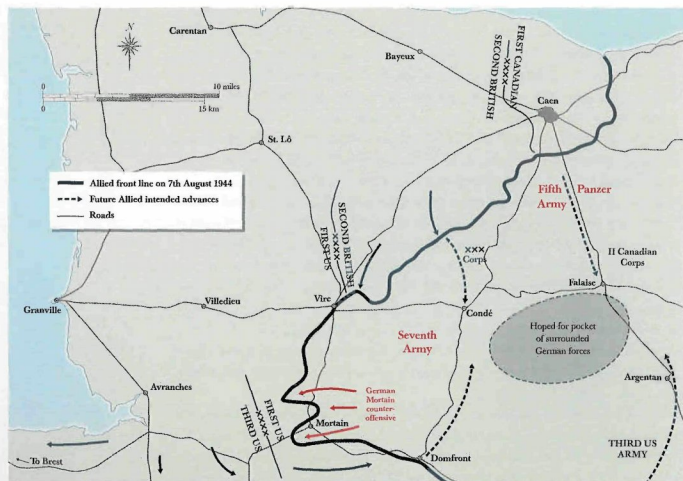 Carentan
Bayeux
FIRST CANADIAN
XXXX
SECOND BRITISH
Caen
0 10 miles
0 15 km
St. Lô
Allied front line on 7th August 1944
Future Allied intended advances
Roads
SECOND BRITISH
XXXX
FIRST US
Fifth Panzer
Army
XXX
Corps
II Canadian
Corps
Falaise
Granville
Villedieu
Vire
Condé
Seventh
Army
Hoped for pocket
of surrounded
German forces
Argentan
Avranches
German
Mortain
counter-
offensive
FIRST US
XXXX
THIRD US
Mortain
THIRD US
ARMY
To Brest
Domfront